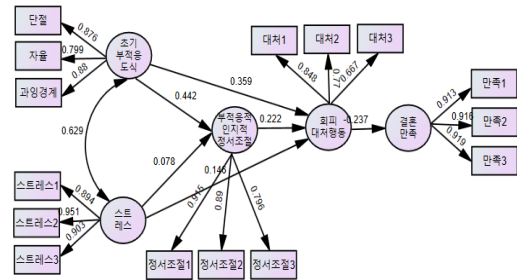 단절
자율
과잉경계
0.876
0.799
0.88
초기
부적응
도식
0.629
0.442
0.359
대처1
대처2
대처3
0.848
0.77
0.667
부적응적
인지적
정서조절
0.222
회피
대처행동
-0.237
결혼
만족
0.913
0.916
0.919
만족1
만족2
만족3
0.078
0.146
스트레스1
스트레스2
스트레스3
0.894
0.951
0.903
스트
레스
0.89
0.796
정서조절1
정서조절2
정서조절3